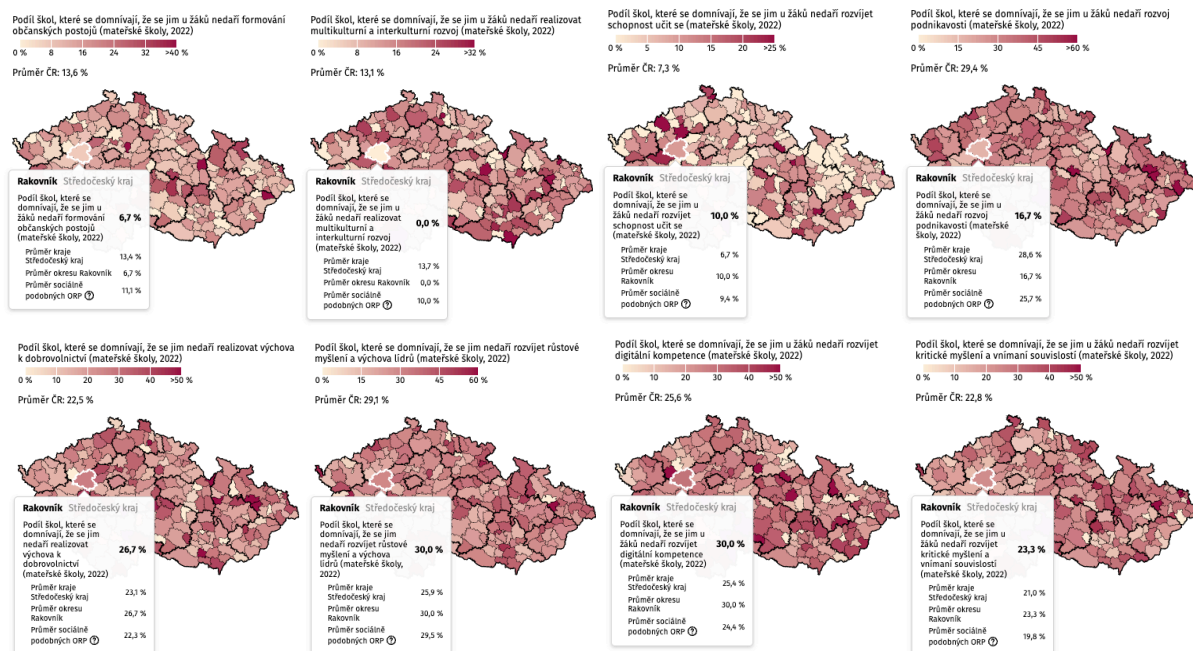 Podíl škol, které se domnívají, že se jim u žáků nedaří formování
občanských postojů (mateřské školy, 2022)
0 % 8 16 24 32 >40 %
Průměr ČR: 13,6 %
Rakovník Středočeský kraj
Podíl škol, které se
domnívají, že se jim u
žáků nedaří formování
občanských postojů
(mateřské školy, 2022)
6,7 %
Průměr kraje
Středočeský kraj
13,4 %
Průměr okresu Rakovník 6,7 %
Průměr sociálně
podobných ORP ?
11,1 %
Podíl škol, které se domnívají, že se jim u žáků nedaří realizovat
multikulturní a interkulturní rozvoj (mateřské školy, 2022)
0 % 8 16 24 >32 %
Průměr ČR: 13,1 %
Rakovník Středočeský kraj
Podíl škol, které se
domnívají, že se jim u
žáků nedaří realizovat
multikulturní a
interkulturní rozvoj
(mateřské školy, 2022)
0,0 %
Průměr kraje
Středočeský kraj
13,7 %
Průměr okresu Rakovník 0,0 %
Průměr sociálně
podobných ORP ?
10,0 %
Podíl škol, které se domnívají, že se jim u žáků nedaří rozvíjet
schopnost učit se (mateřské školy, 2022)
0 % 5 10 15 20 >25 %
Průměr ČR: 7,3 %
Rakovník Středočeský kraj
Podíl škol, které se
domnívají, že se jim u
žáků nedaří rozvíjet
schopnost učit se
(mateřské školy, 2022)
10,0 %
Průměr kraje
Středočeský kraj
6,7 %
Průměr okresu
Rakovník
10,0 %
Průměr sociálně
podobných ORP ?
9,4 %
Podíl škol, které se domnívají, že se jim u žáků nedaří rozvoj
podnikavosti (mateřské školy, 2022)
0 % 15 30 45 >60 %
Průměr ČR: 29,4 %
Rakovník Středočeský kraj
Podíl škol, které se
domnívají, že se jim u
žáků nedaří rozvoj
podnikavosti (mateřské
školy, 2022)
16,7 %
Průměr kraje
Středočeský kraj
28,6 %
Průměr okresu
Rakovník
16,7 %
Průměr sociálně
podobných ORP ?
25,7 %
Podíl škol, které se domnívají, že se jim nedaří realizovat výchova
k dobrovolnictví (mateřské školy, 2022)
0 % 10 20 30 40 >50 %
Průměr ČR: 22,5 %
Rakovník Středočeský kraj
Podíl škol, které se
domnívají, že se jim
nedaří realizovat
výchova k
dobrovolnictví
(mateřské školy, 2022)
26,7 %
Průměr kraje
Středočeský kraj
23,1 %
Průměr okresu
Rakovník
26,7 %
Průměr sociálně
podobných ORP ?
22,3 %
Podíl škol, které se domnívají, že se jim nedaří rozvíjet růstové
myšlení a výchova lídrů (mateřské školy, 2022)
0 % 15 30 45 60 %
Průměr ČR: 29,1 %
Rakovník Středočeský kraj
Podíl škol, které se
domnívají, že se jim
nedaří rozvíjet růstové
myšlení a výchova
lídrů (mateřské školy,
2022)
30,0 %
Průměr kraje
Středočeský kraj
25,9 %
Průměr okresu
Rakovník
30,0 %
Průměr sociálně
podobných ORP ?
29,5 %
Podíl škol, které se domnívají, že se jim u žáků nedaří rozvíjet
digitální kompetence (mateřské školy, 2022)
0 % 10 20 30 40 >50 %
Průměr ČR: 25,6 %
Rakovník Středočeský kraj
Podíl škol, které se
domnívají, že se jim u
žáků nedaří rozvíjet
digitální kompetence
(mateřské školy, 2022)
30,0 %
Průměr kraje
Středočeský kraj
25,4 %
Průměr okresu
Rakovník
30,0 %
Průměr sociálně
podobných ORP ?
24,4 %
Podíl škol, které se domnívají, že se jim u žáků nedaří rozvíjet
kritické myšlení a vnímaní souvislostí (mateřské školy, 2022)
0 % 10 20 30 40 >50 %
Průměr ČR: 22,8 %
Rakovník Středočeský kraj
Podíl škol, které se
domnívají, že se jim u
žáků nedaří rozvíjet
kritické myšlení a
vnímaní souvislostí
(mateřské školy, 2022)
23,3 %
Průměr kraje
Středočeský kraj
21,0 %
Průměr okresu
Rakovník
23,3 %
Průměr sociálně
podobných ORP ?
19,8 %